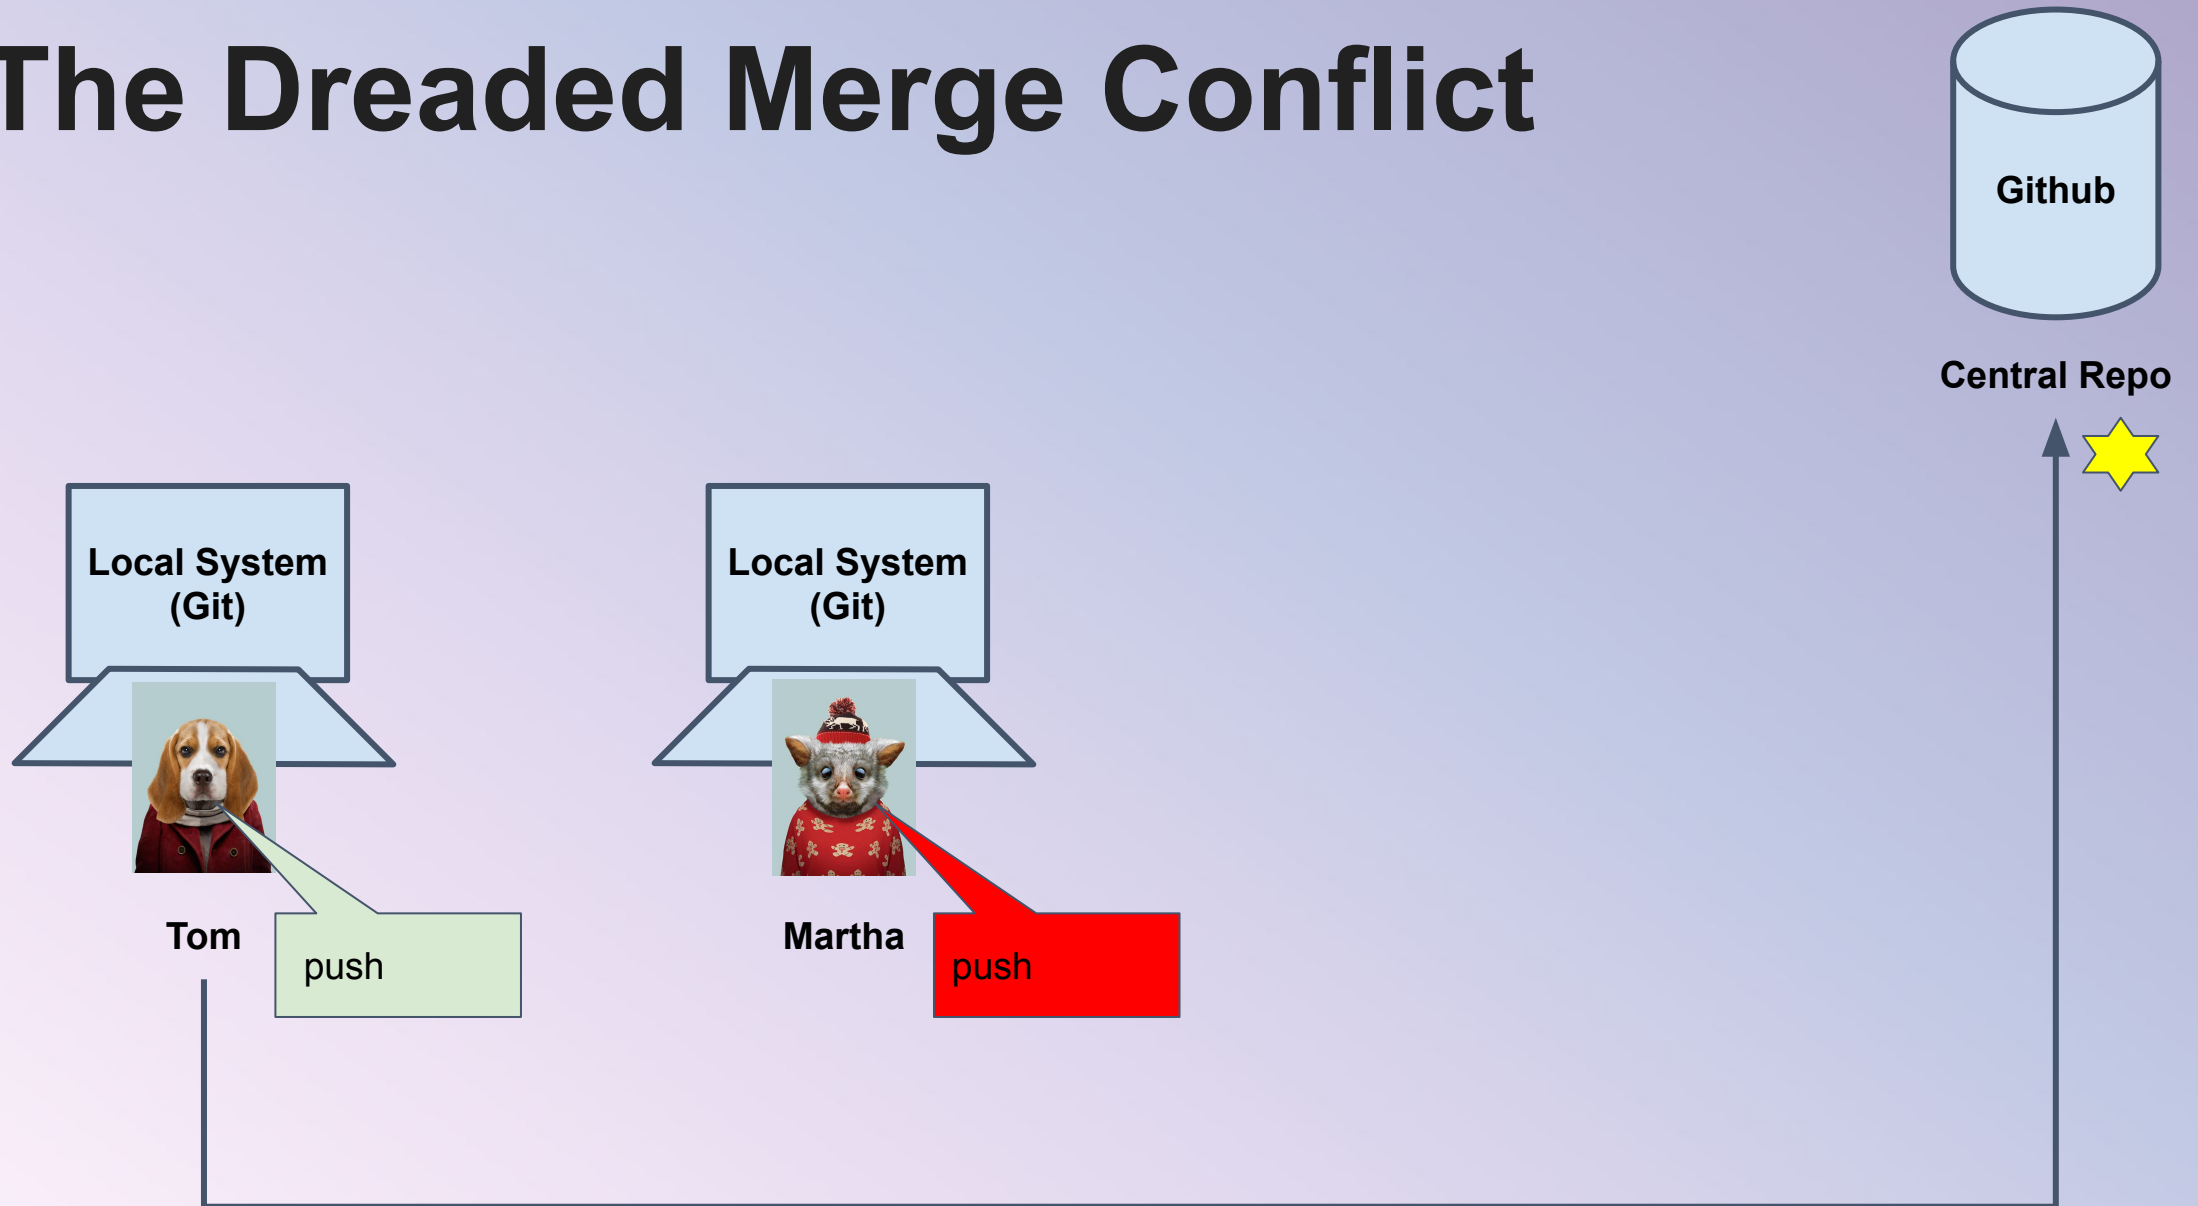 The Dreaded Merge Conflict
Github
Central Repo
Local System
(Git)
Local System
(Git)
Tom
push
Martha
push